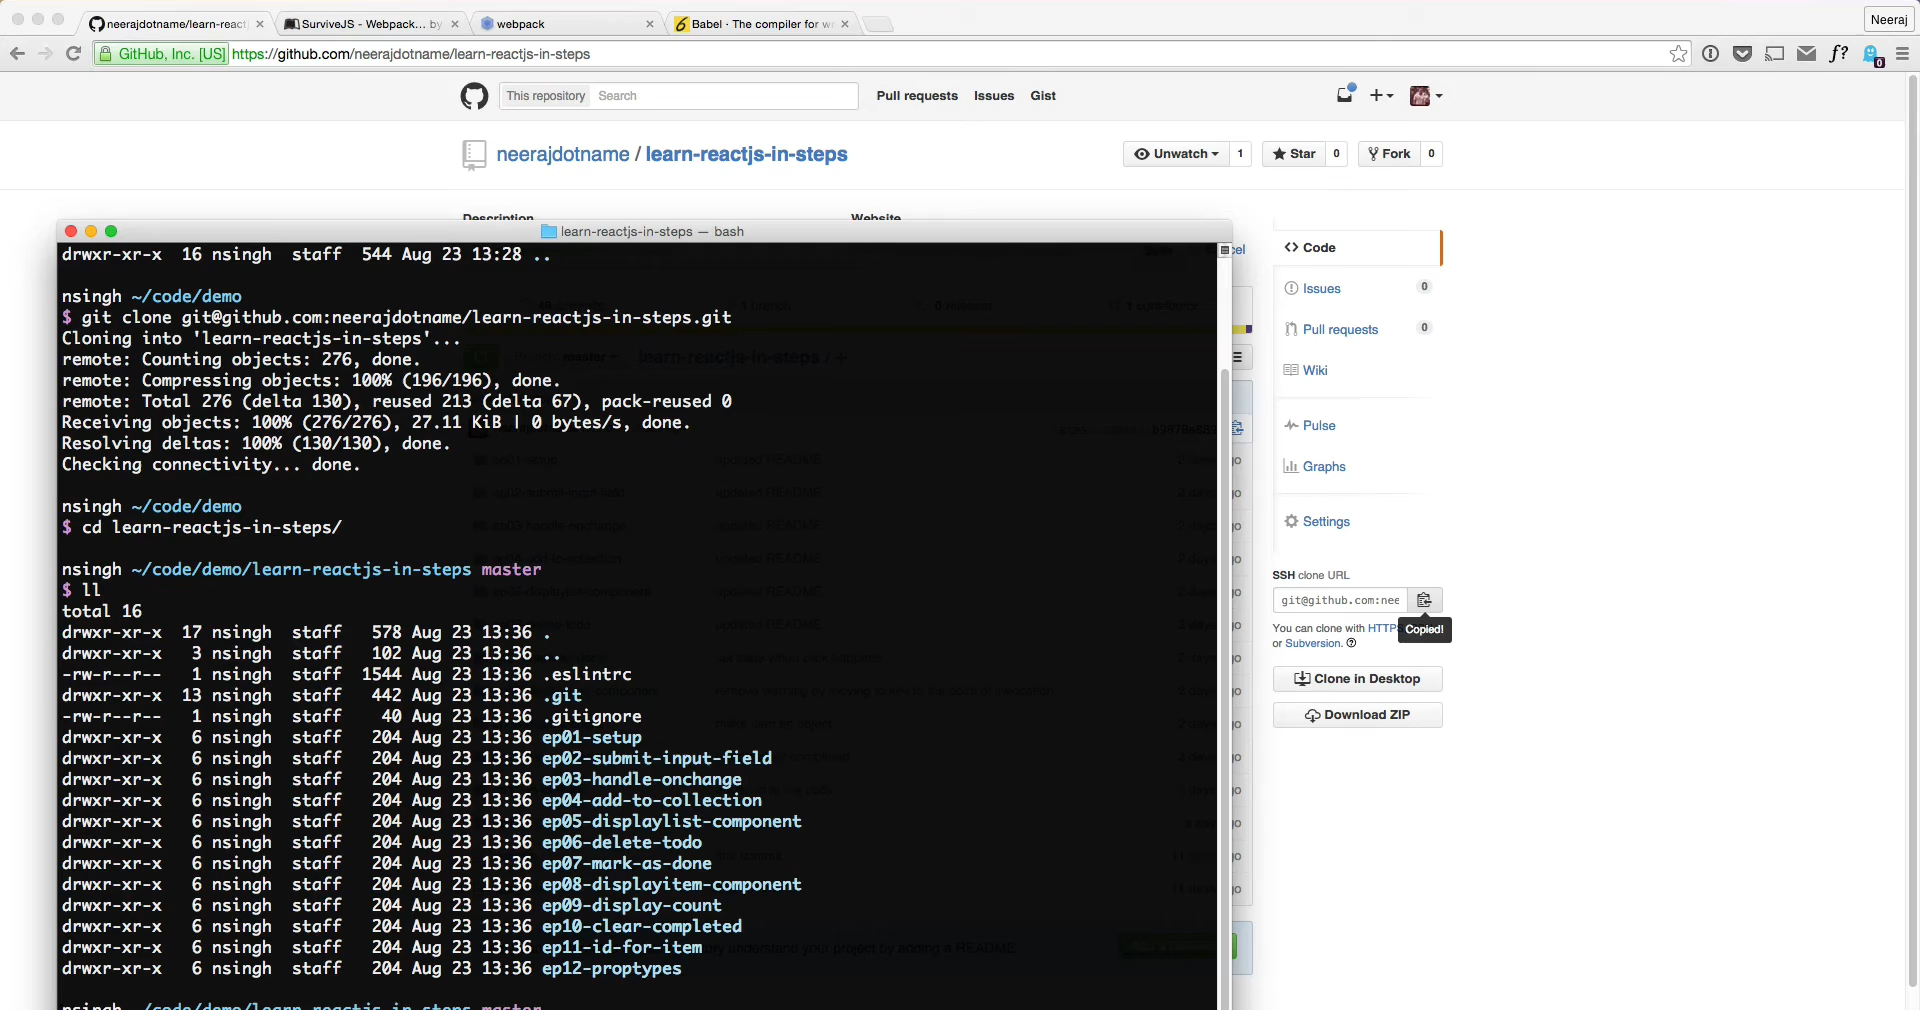 neerajdotname/learn-react
SurviveJS - Webpack... by
webpack
Babel · The compiler for w
Neeraj
GitHub, Inc. [US] https://github.com/neerajdotname/learn-reactjs-in-steps
f?
0
This repository Search
Pull requests Issues Gist
neerajdotname / learn-reactjs-in-steps
Unwatch 1
Star 0
Fork 0
Description
Website
learn-reactjs-in-steps — bash
drwxr-xr-x 16 nsingh staff 544 Aug 23 13:28 ..
nsingh ~/code/demo
$ git clone git@github.com:neerajdotname/learn-reactjs-in-steps.git
Cloning into 'learn-reactjs-in-steps'...
remote: Counting objects: 276, done.
remote: Compressing objects: 100% (196/196), done.
remote: Total 276 (delta 130), reused 213 (delta 67), pack-reused 0
Receiving objects: 100% (276/276), 27.11 KiB | 0 bytes/s, done.
Resolving deltas: 100% (130/130), done.
Checking connectivity... done.
nsingh ~/code/demo
$ cd learn-reactjs-in-steps/
nsingh ~/code/demo/learn-reactjs-in-steps master
$ ll
total 16
drwxr-xr-x 17 nsingh staff 578 Aug 23 13:36 .
drwxr-xr-x 3 nsingh staff 102 Aug 23 13:36 ..
-rw-r--r-- 1 nsingh staff 1544 Aug 23 13:36 .eslintrc
drwxr-xr-x 13 nsingh staff 442 Aug 23 13:36 .git
-rw-r--r-- 1 nsingh staff 40 Aug 23 13:36 .gitignore
drwxr-xr-x 6 nsingh staff 204 Aug 23 13:36 ep01-setup
drwxr-xr-x 6 nsingh staff 204 Aug 23 13:36 ep02-submit-input-field
drwxr-xr-x 6 nsingh staff 204 Aug 23 13:36 ep03-handle-onchange
drwxr-xr-x 6 nsingh staff 204 Aug 23 13:36 ep04-add-to-collection
drwxr-xr-x 6 nsingh staff 204 Aug 23 13:36 ep05-displaylist-component
drwxr-xr-x 6 nsingh staff 204 Aug 23 13:36 ep06-delete-todo
drwxr-xr-x 6 nsingh staff 204 Aug 23 13:36 ep07-mark-as-done
drwxr-xr-x 6 nsingh staff 204 Aug 23 13:36 ep08-displayitem-component
drwxr-xr-x 6 nsingh staff 204 Aug 23 13:36 ep09-display-count
drwxr-xr-x 6 nsingh staff 204 Aug 23 13:36 ep10-clear-completed
drwxr-xr-x 6 nsingh staff 204 Aug 23 13:36 ep11-id-for-item
drwxr-xr-x 6 nsingh staff 204 Aug 23 13:36 ep12-proptypes
nsingh ~/code/demo/learn-reactjs-in-steps master
Code
Issues 0
Pull requests 0
Wiki
Pulse
Graphs
Settings
SSH clone URL
git@github.com:nee
Copied!
You can clone with HTTPS
or Subversion.
Clone in Desktop
Download ZIP